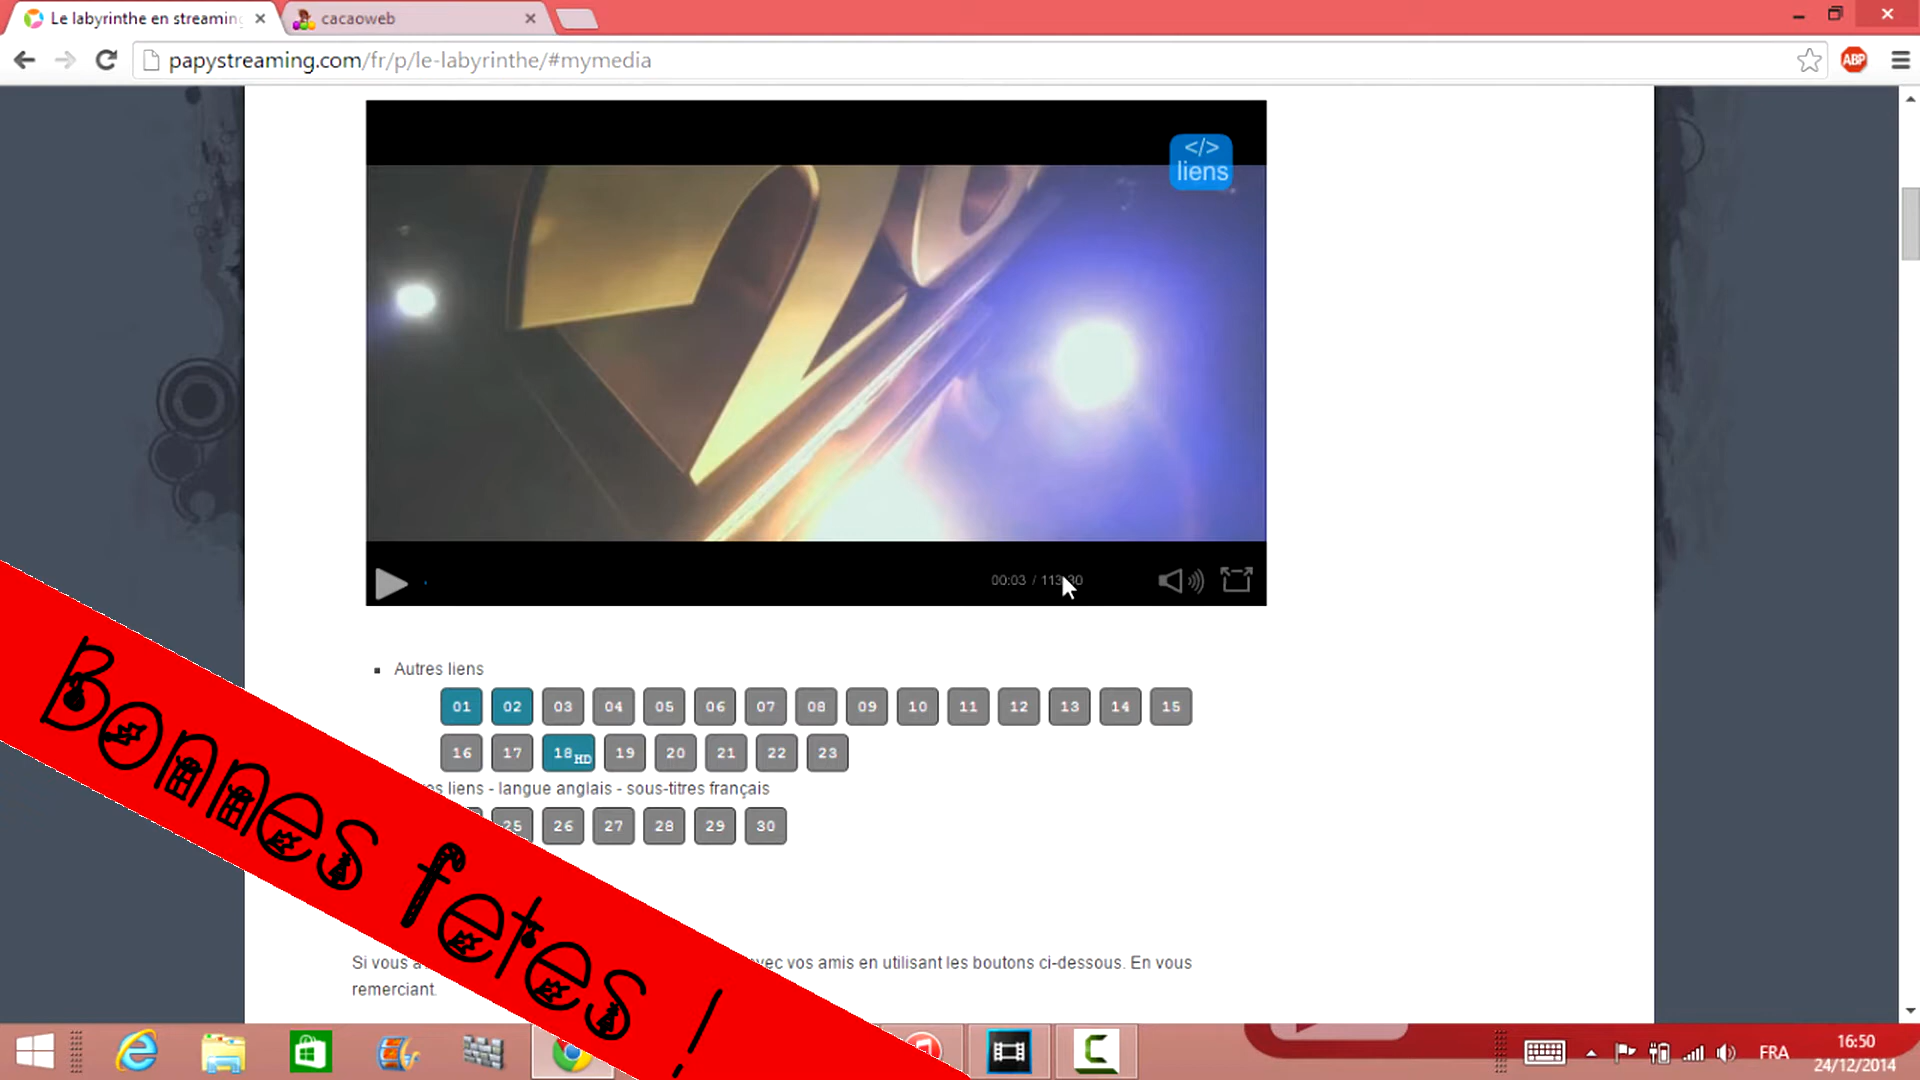 Le labyrinthe en streaming
cacaoweb
papystreaming.com/fr/p/le-labyrinthe/#mymedia
ABP
</>
liens
20
00:03 / 113:30
Autres liens
01 02 03 04 05 06 07 08 09 10 11 12 13 14 15
16 17 18HD 19 20 21 22 23
liens - langue anglais - sous-titres français
25 26 27 28 29 30
Bonnes fetes !
Si vous a
vec vos amis en utilisant les boutons ci-dessous. En vous
remerciant.
FRA
16:50
24/12/2014